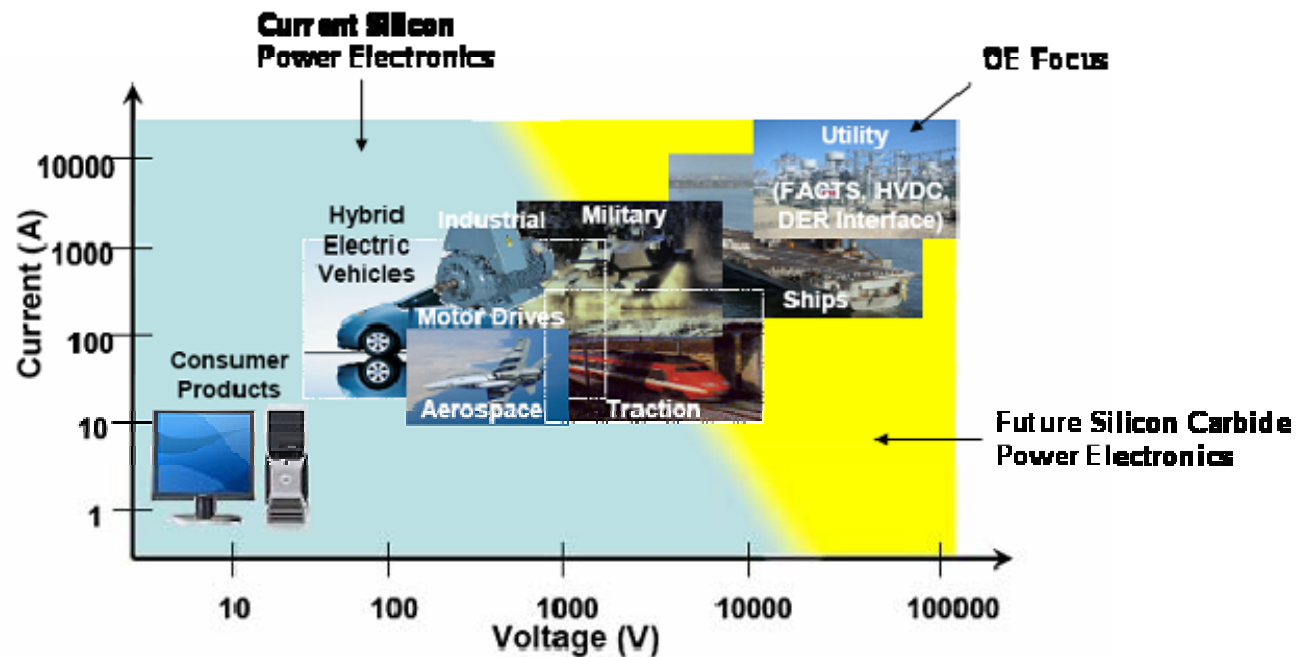 Current Silicon
Power Electronics
OE Focus
Current (A)
10000
1000
100
10
1
Utility
(FACTS, HVDC,
DER Interface)
Hybrid
Electric
Vehicles
Industrial
Military
Motor Drives
Ships
Consumer
Products
Aerospace
Traction
Future Silicon Carbide
Power Electronics
10
100
1000
10000
100000
Voltage (V)